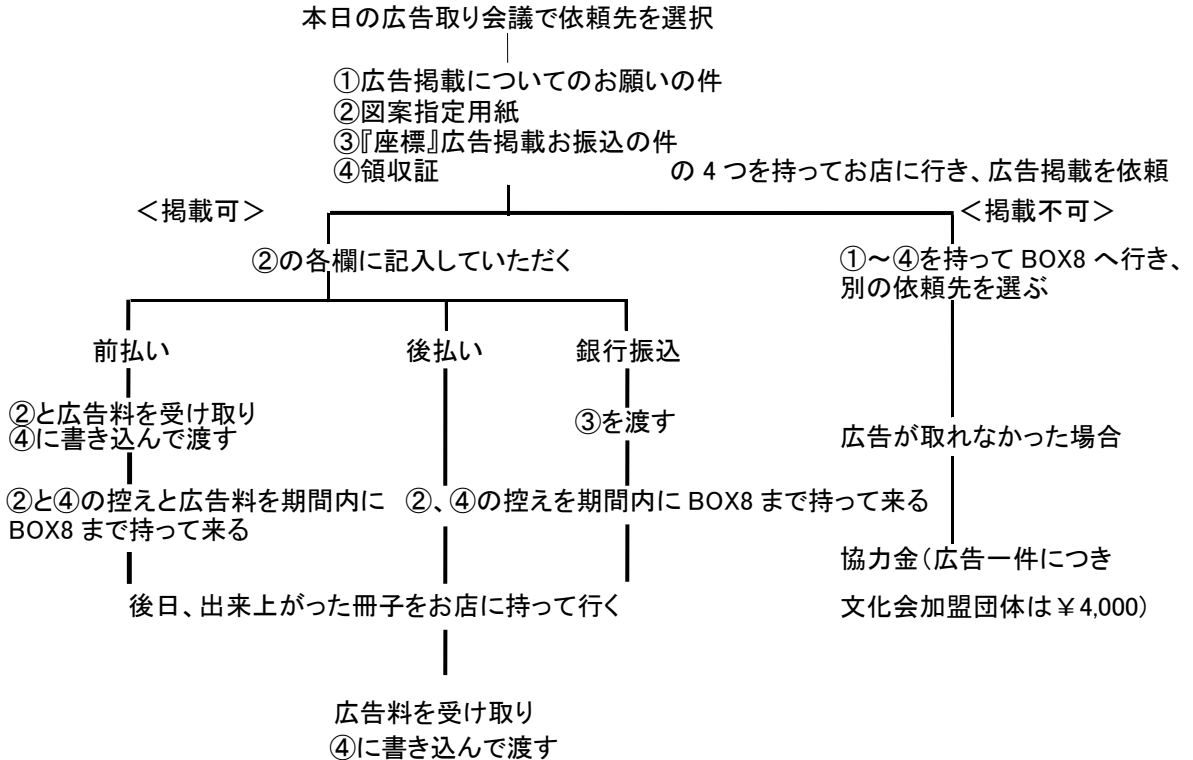 本日の広告取り会議で依頼先を選択
①広告掲載についてのお願いの件
②図案指定用紙
③『座標』広告掲載お振込の件
④領収証 の 4 つを持ってお店に行き、広告掲載を依頼
＜掲載可＞ ＜掲載不可＞
②の各欄に記入していただく
①～④を持って BOX8 へ行き、
別の依頼先を選ぶ
前払い 後払い 銀行振込
②と広告料を受け取り
④に書き込んで渡す
③を渡す
広告が取れなかった場合
②と④の控えと広告料を期間内に
BOX8 まで持って来る
②、④の控えを期間内に BOX8 まで持って来る
協力金（広告一件につき
文化会加盟団体は￥4,000）
後日、出来上がった冊子をお店に持って行く
広告料を受け取り
④に書き込んで渡す